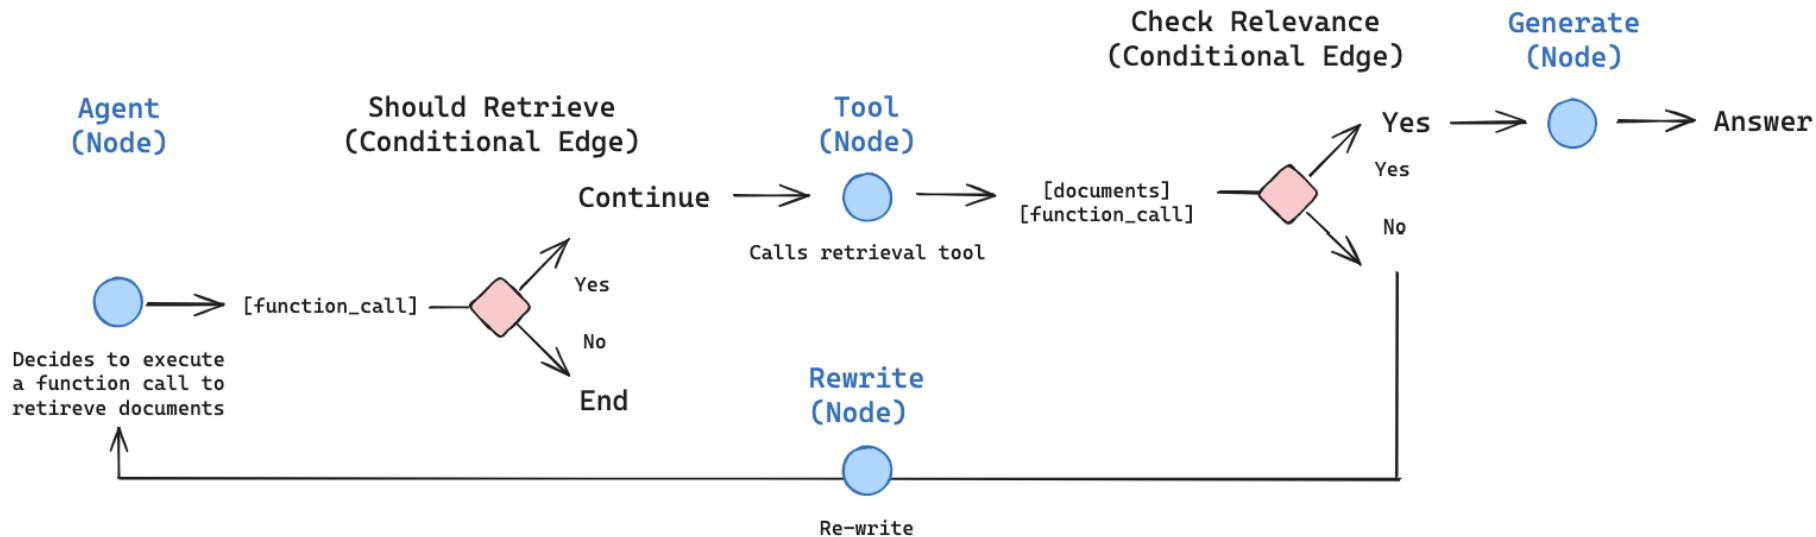 Agent
(Node)
Decides to execute
a function call to
retireve documents
[function_call]
Should Retrieve
(Conditional Edge)
Continue
Yes
No
End
Tool
(Node)
Calls retrieval tool
[documents]
[function_call]
Check Relevance
(Conditional Edge)
Yes
Yes
No
Generate
(Node)
Answer
Rewrite
(Node)
Re-write